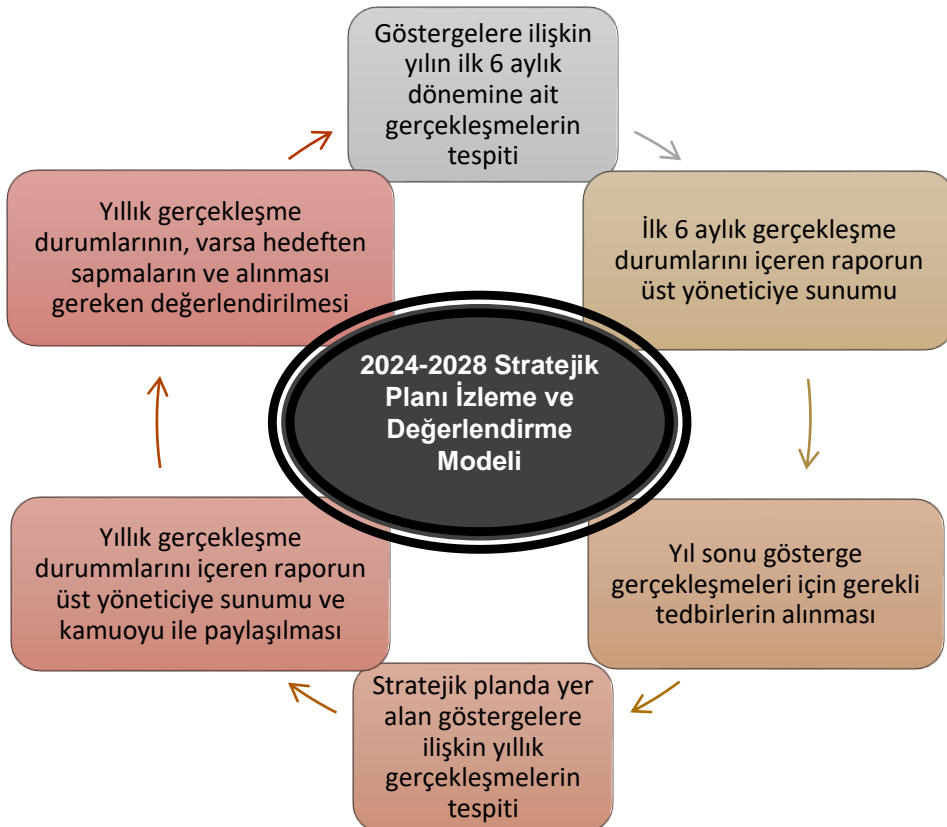 Göstergelere ilişkin
yılın ilk 6 aylık
dönemine ait
gerçekleşmelerin
tespiti
İlk 6 aylık gerçekleşme
durumlarını içeren raporun
üst yöneticiye sunumu
Yıl sonu gösterge
gerçekleşmeleri için gerekli
tedbirlerin alınması
Stratejik planda yer
alan göstergelere
ilişkin yıllık
gerçekleşmelerin
tespiti
Yıllık gerçekleşme
durummlarını içeren raporun
üst yöneticiye sunumu ve
kamuoyu ile paylaşılması
Yıllık gerçekleşme
durumlarının, varsa hedeften
sapmaların ve alınması
gereken değerlendirilmesi
2024-2028 Stratejik
Planı İzleme ve
Değerlendirme
Modeli